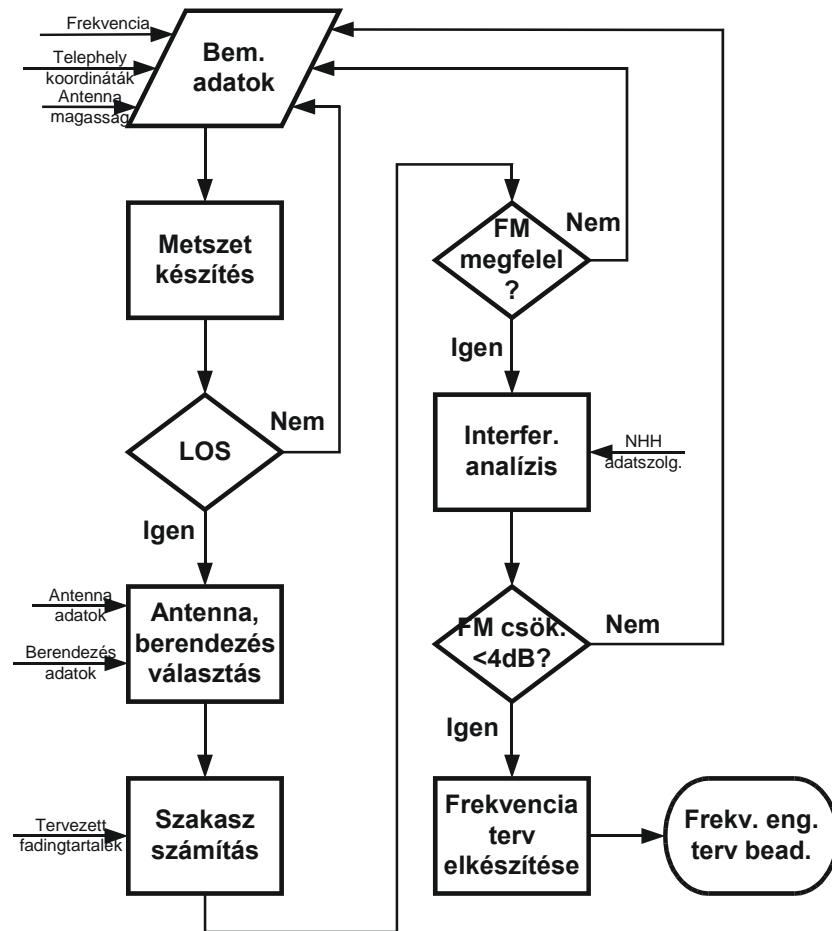 Frekvencia
Telephely
koordináták
Antenna
magasság
Bem.
adatok
Metszet
készítés
LOS
Nem
Igen
Antenna
adatok
Berendezés
adatok
Antenna,
berendezés
választás
Tervezett
fadingtartalék
Szakasz
számítás
FM
megfelel
?
Nem
Igen
Interfer.
analízis
NHH
adatszolg.
FM csök.
<4dB?
Nem
Igen
Frekvencia
terv
elkészítése
Frekv. eng.
terv bead.